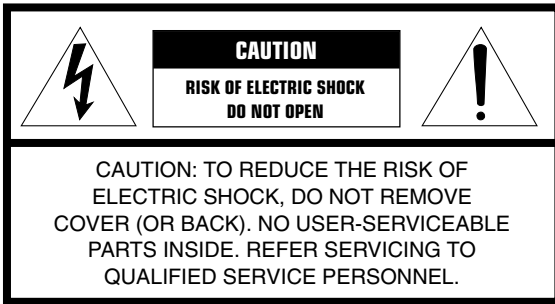 CAUTION
RISK OF ELECTRIC SHOCK
DO NOT OPEN
CAUTION: TO REDUCE THE RISK OF
ELECTRIC SHOCK, DO NOT REMOVE
COVER (OR BACK). NO USER-SERVICEABLE
PARTS INSIDE. REFER SERVICING TO
QUALIFIED SERVICE PERSONNEL.